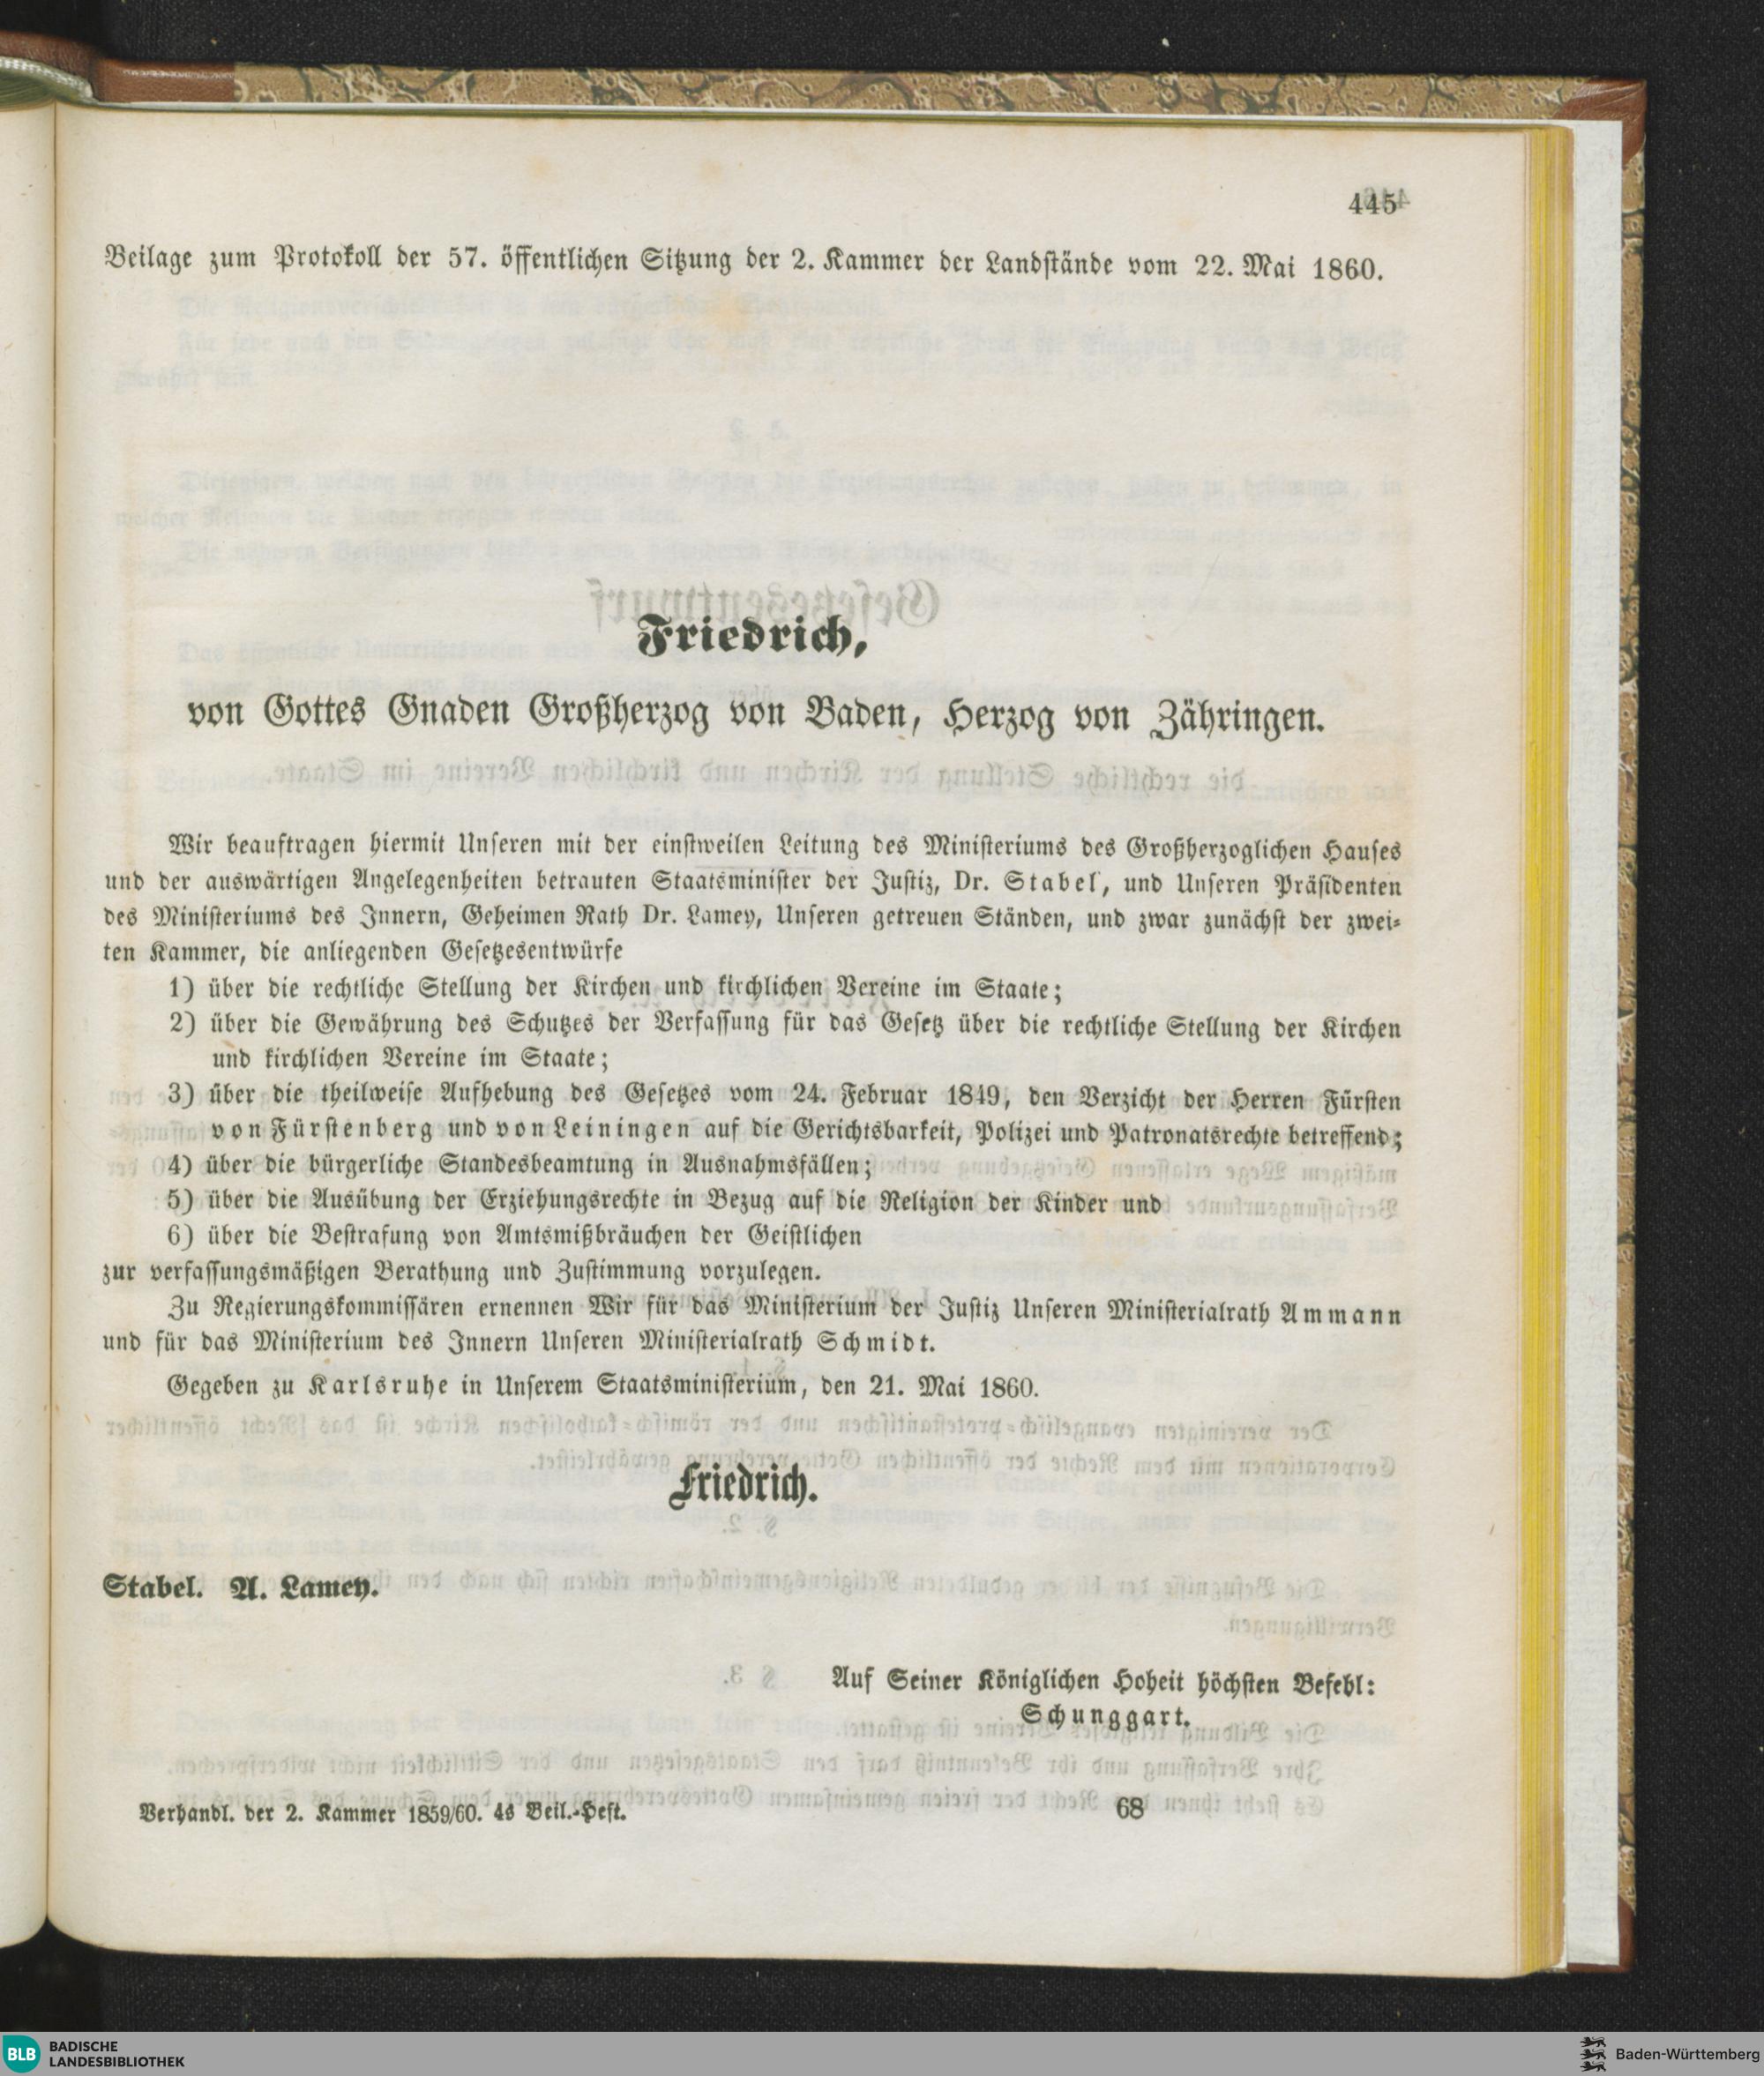 445
Beilage zum Protokoll der 57. öffentlichen Sitzung der 2. Kammer der Landstände vom 22. Mai 1860.
Friedrich,
von Gottes Gnaden Großherzog von Baden, Herzog von Zähringen.
Wir beauftragen hiermit Unseren mit der einstweilen Leitung des Ministeriums des Großherzoglichen Hauses
und der auswärtigen Angelegenheiten betrauten Staatsminister der Justiz, Dr. Stabel, und Unseren Präsidenten
des Ministeriums des Innern, Geheimen Rath Dr. Lamey, Unseren getreuen Ständen, und zwar zunächst der zwei-
ten Kammer, die anliegenden Gesetzesentwürfe
1) über die rechtliche Stellung der Kirchen und kirchlichen Vereine im Staate;
2) über die Gewährung des Schutzes der Verfassung für das Gesetz über die rechtliche Stellung der Kirchen
und kirchlichen Vereine im Staate;
3) über die theilweise Aufhebung des Gesetzes vom 24. Februar 1849, den Verzicht der Herren Fürsten
von Fürstenberg und von Leiningen auf die Gerichtsbarkeit, Polizei und Patronatsrechte betreffend;
4) über die bürgerliche Standesbeamtung in Ausnahmsfällen;
5) über die Ausübung der Erziehungsrechte in Bezug auf die Religion der Kinder und
6) über die Bestrafung von Amtsmißbräuchen der Geistlichen
zur verfassungsmäßigen Berathung und Zustimmung vorzulegen.
Zu Regierungskommissären ernennen Wir für das Ministerium der Justiz Unseren Ministerialrath Ammann
und für das Ministerium des Innern Unseren Ministerialrath Schmidt.
Gegeben zu Karlsruhe in Unserem Staatsministerium, den 21. Mai 1860.
Friedrich.
Stabel. A. Lamey.
Auf Seiner Königlichen Hoheit höchsten Befehl:
Schunggart.
Verhandl. der 2. Kammer 1859/60. 4s Beil.-Heft. 68
BLB BADISCHE
LANDESBIBLIOTHEK
Baden-Württemberg